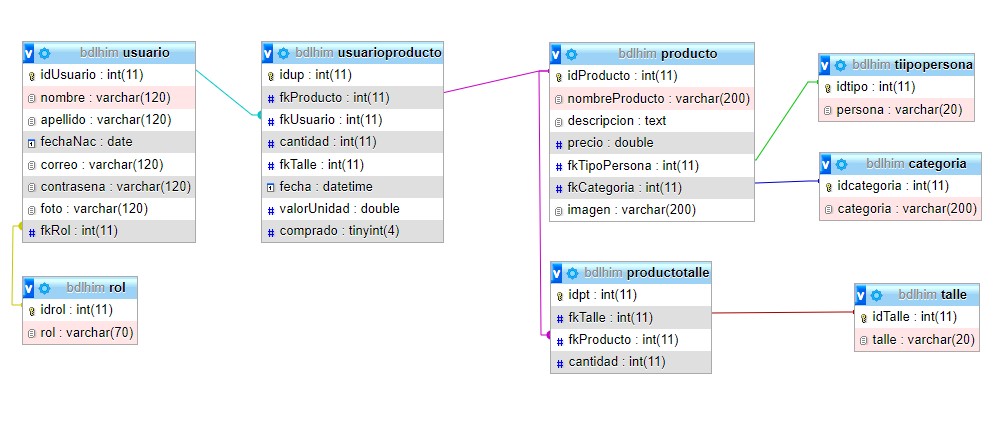 bdlhim usuario
idUsuario : int(11)
nombre : varchar(120)
apellido : varchar(120)
fechaNac : date
correo : varchar(120)
contrasena : varchar(120)
foto : varchar(120)
fkRol : int(11)
bdlhim rol
idrol : int(11)
rol : varchar(70)
bdlhim usuarioproducto
idup : int(11)
fkProducto : int(11)
fkUsuario : int(11)
cantidad : int(11)
fkTalle : int(11)
fecha : datetime
valorUnidad : double
comprado : tinyint(4)
bdlhim producto
idProducto : int(11)
nombreProducto : varchar(200)
descripcion : text
precio : double
fkTipoPersona : int(11)
fkCategoria : int(11)
imagen : varchar(200)
bdlhim productotalle
idpt : int(11)
fkTalle : int(11)
fkProducto : int(11)
cantidad : int(11)
bdlhim tiipopersona
idtipo : int(11)
persona : varchar(20)
bdlhim categoria
idcategoria : int(11)
categoria : varchar(200)
bdlhim talle
idTalle : int(11)
talle : varchar(20)